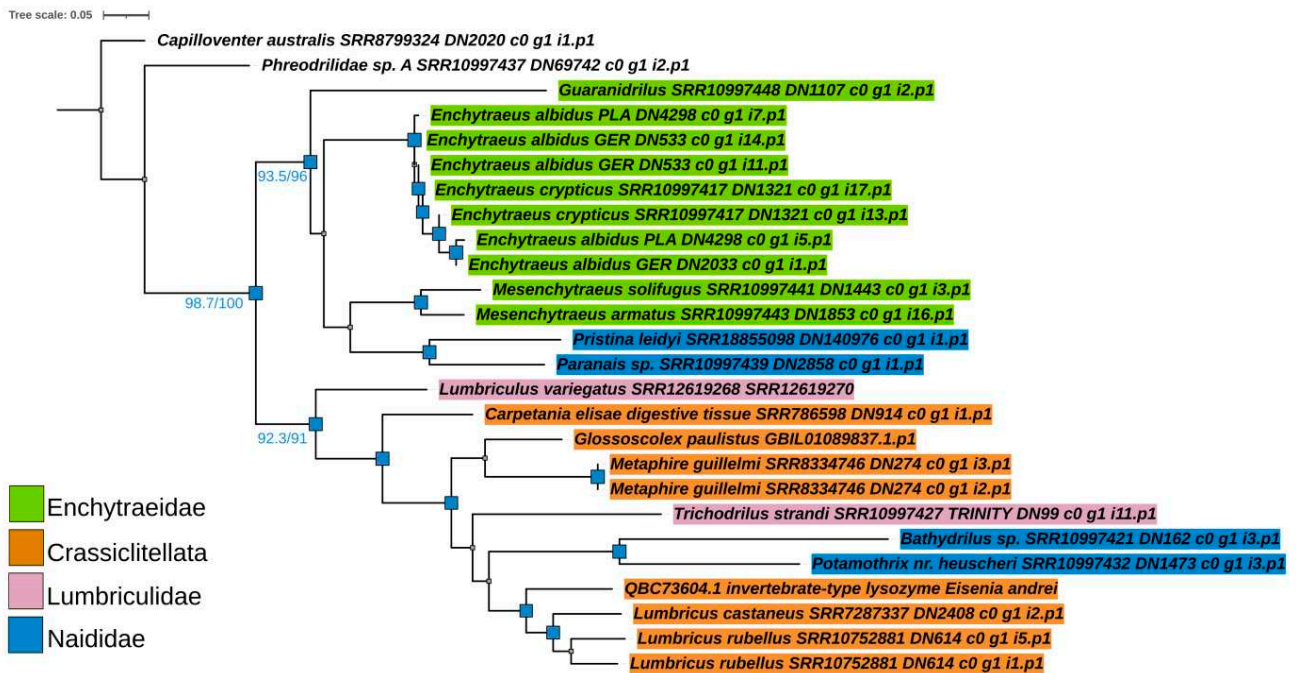 Tree scale: 0.05
Capilloventer australis SRR8799324 DN2020 c0 g1 i1.p1
Phreodrilidae sp. A SRR10997437 DN69742 c0 g1 i2.p1
Guaranidrilus SRR10997448 DN1107 c0 g1 i2.p1
Enchytraeus albidus PLA DN4298 c0 g1 i7.p1
Enchytraeus albidus GER DN533 c0 g1 i14.p1
Enchytraeus albidus GER DN533 c0 g1 i11.p1
93.5/96
Enchytraeus crypticus SRR10997417 DN1321 c0 g1 i17.p1
Enchytraeus crypticus SRR10997417 DN1321 c0 g1 i13.p1
Enchytraeus albidus PLA DN4298 c0 g1 i5.p1
Enchytraeus albidus GER DN2033 c0 g1 i1.p1
Mesenchytraeus solifugus SRR10997441 DN1443 c0 g1 i3.p1
98.7/100
Mesenchytraeus armatus SRR10997443 DN1853 c0 g1 i16.p1
Pristina leidyi SRR18855098 DN140976 c0 g1 i1.p1
Paranais sp. SRR10997439 DN2858 c0 g1 i1.p1
Lumbriculus variegatus SRR12619268 SRR12619270
Carpetania elisae digestive tissue SRR786598 DN914 c0 g1 i1.p1
92.3/91
Glossoscolex paulistus GBIL01089837.1.p1
Metaphire guillelmi SRR8334746 DN274 c0 g1 i3.p1
Metaphire guillelmi SRR8334746 DN274 c0 g1 i2.p1
Trichodrilus strandi SRR10997427 TRINITY DN99 c0 g1 i11.p1
Bathydrilus sp. SRR10997421 DN162 c0 g1 i3.p1
Potamothrix nr. heuscheri SRR10997432 DN1473 c0 g1 i3.p1
QBC73604.1 invertebrate-type lysozyme Eisenia andrei
Lumbricus castaneus SRR7287337 DN2408 c0 g1 i2.p1
Lumbricus rubellus SRR10752881 DN614 c0 g1 i5.p1
Lumbricus rubellus SRR10752881 DN614 c0 g1 i1.p1
Enchytraeidae
Crassiclitellata
Lumbriculidae
Naididae